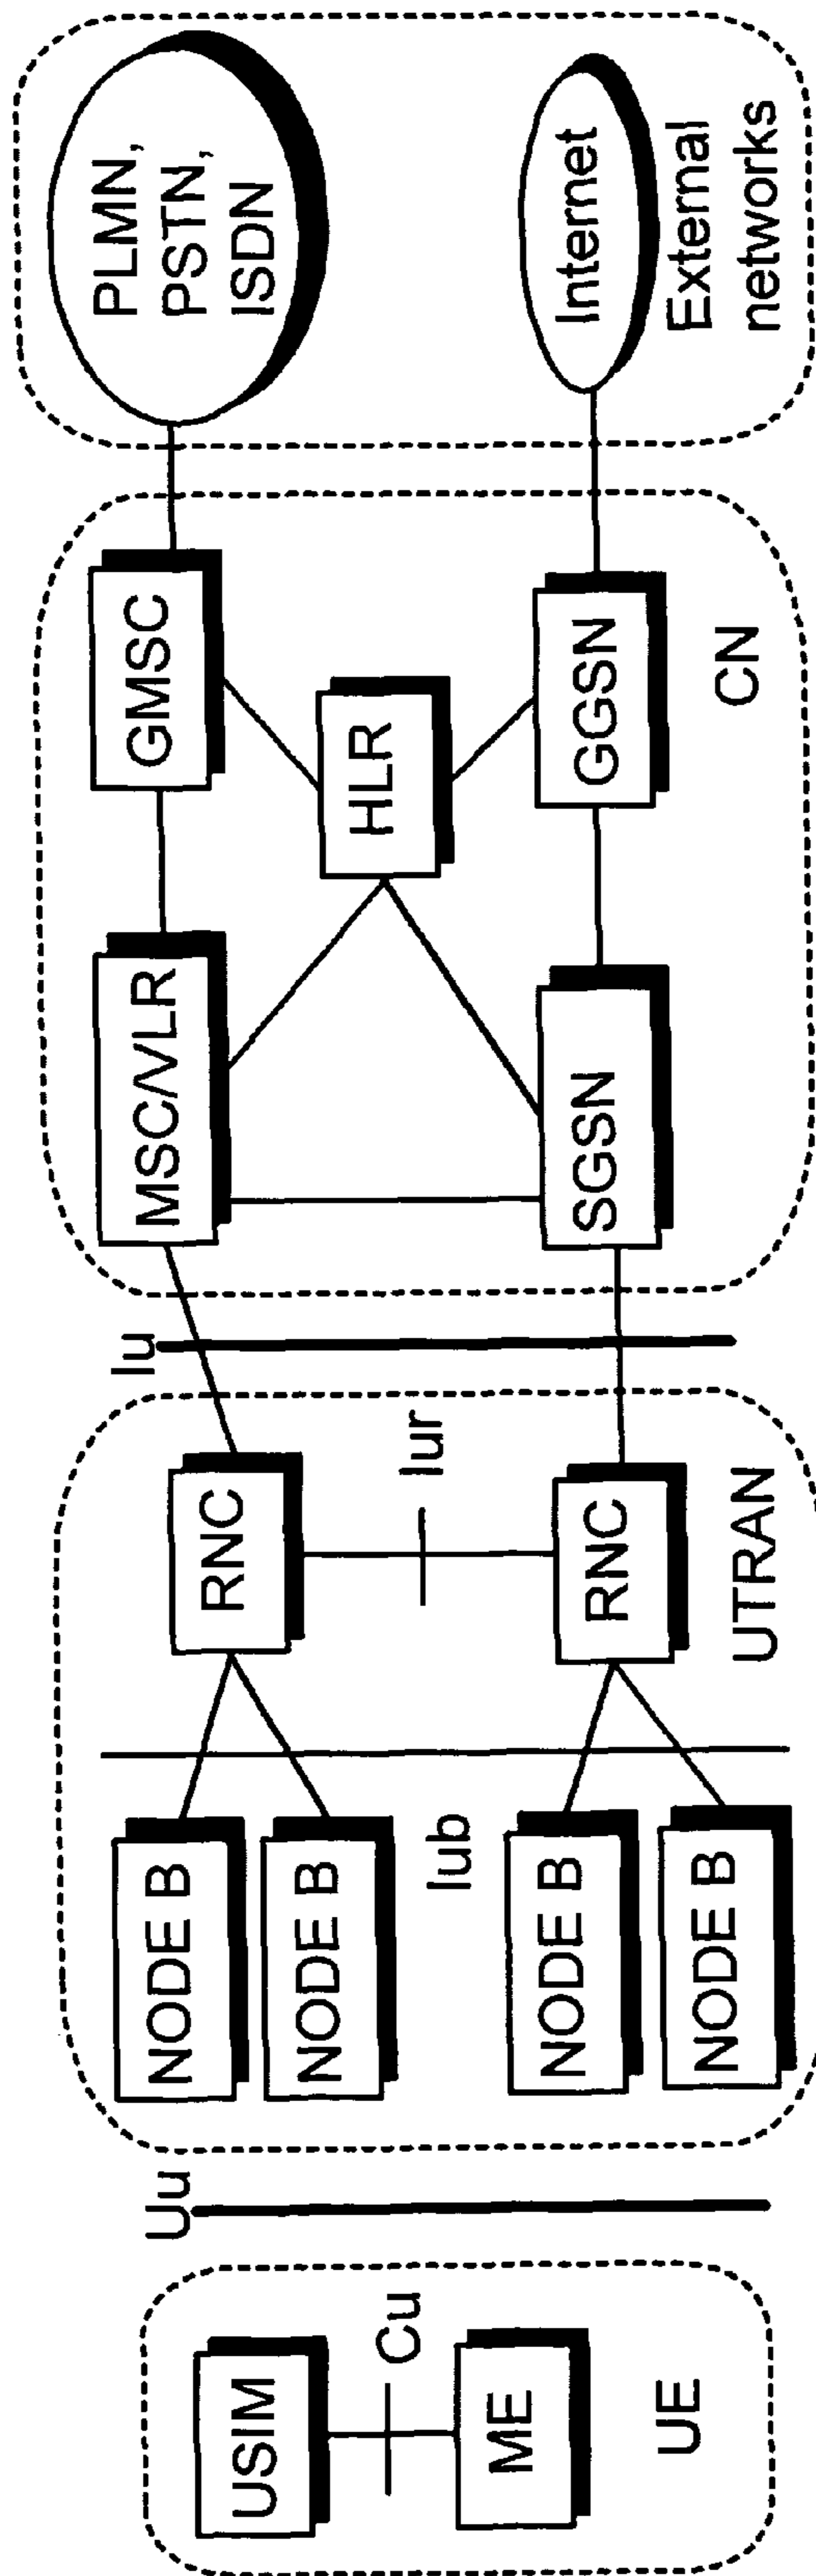 USIM
Cu
ME
UE
Uu
NODE B
NODE B
Iub
NODE B
NODE B
RNC
Iur
RNC
UTRAN
Iu
MSC/VLR
GMSC
HLR
SGSN
GGSN
CN
PLMN,
PSTN,
ISDN
Internet
External
networks